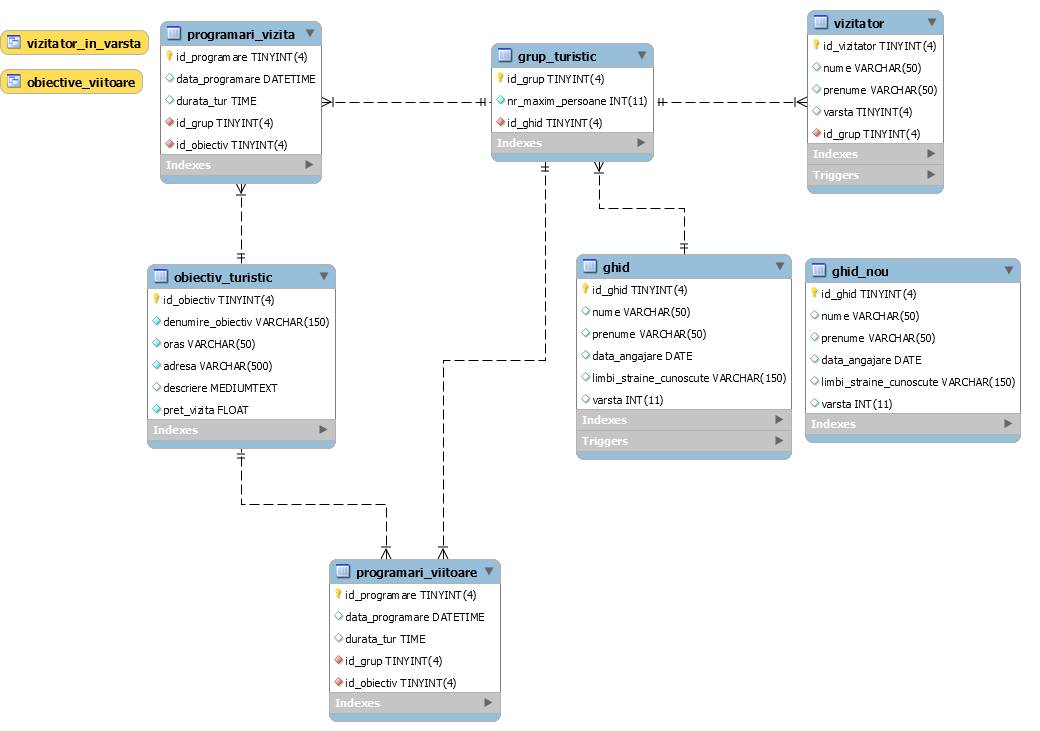 vizitator_in_varsta
obiective_viitoare
programari_vizita
id_programare TINYINT(4)
data_programare DATETIME
durata_tur TIME
id_grup TINYINT(4)
id_obiectiv TINYINT(4)
Indexes
grup_turistic
id_grup TINYINT(4)
nr_maxim_persoane INT(11)
id_ghid TINYINT(4)
Indexes
vizitator
id_vizitator TINYINT(4)
nume VARCHAR(50)
prenume VARCHAR(50)
varsta TINYINT(4)
id_grup TINYINT(4)
Indexes
Triggers
obiectiv_turistic
id_obiectiv TINYINT(4)
denumire_obiectiv VARCHAR(150)
oras VARCHAR(50)
adresa VARCHAR(500)
descriere MEDIUMTEXT
pret_vizita FLOAT
Indexes
ghid
id_ghid TINYINT(4)
nume VARCHAR(50)
prenume VARCHAR(50)
data_angajare DATE
limbi_straine_cunoscute VARCHAR(150)
varsta INT(11)
Indexes
Triggers
ghid_nou
id_ghid TINYINT(4)
nume VARCHAR(50)
prenume VARCHAR(50)
data_angajare DATE
limbi_straine_cunoscute VARCHAR(150)
varsta INT(11)
Indexes
programari_viitoare
id_programare TINYINT(4)
data_programare DATETIME
durata_tur TIME
id_grup TINYINT(4)
id_obiectiv TINYINT(4)
Indexes